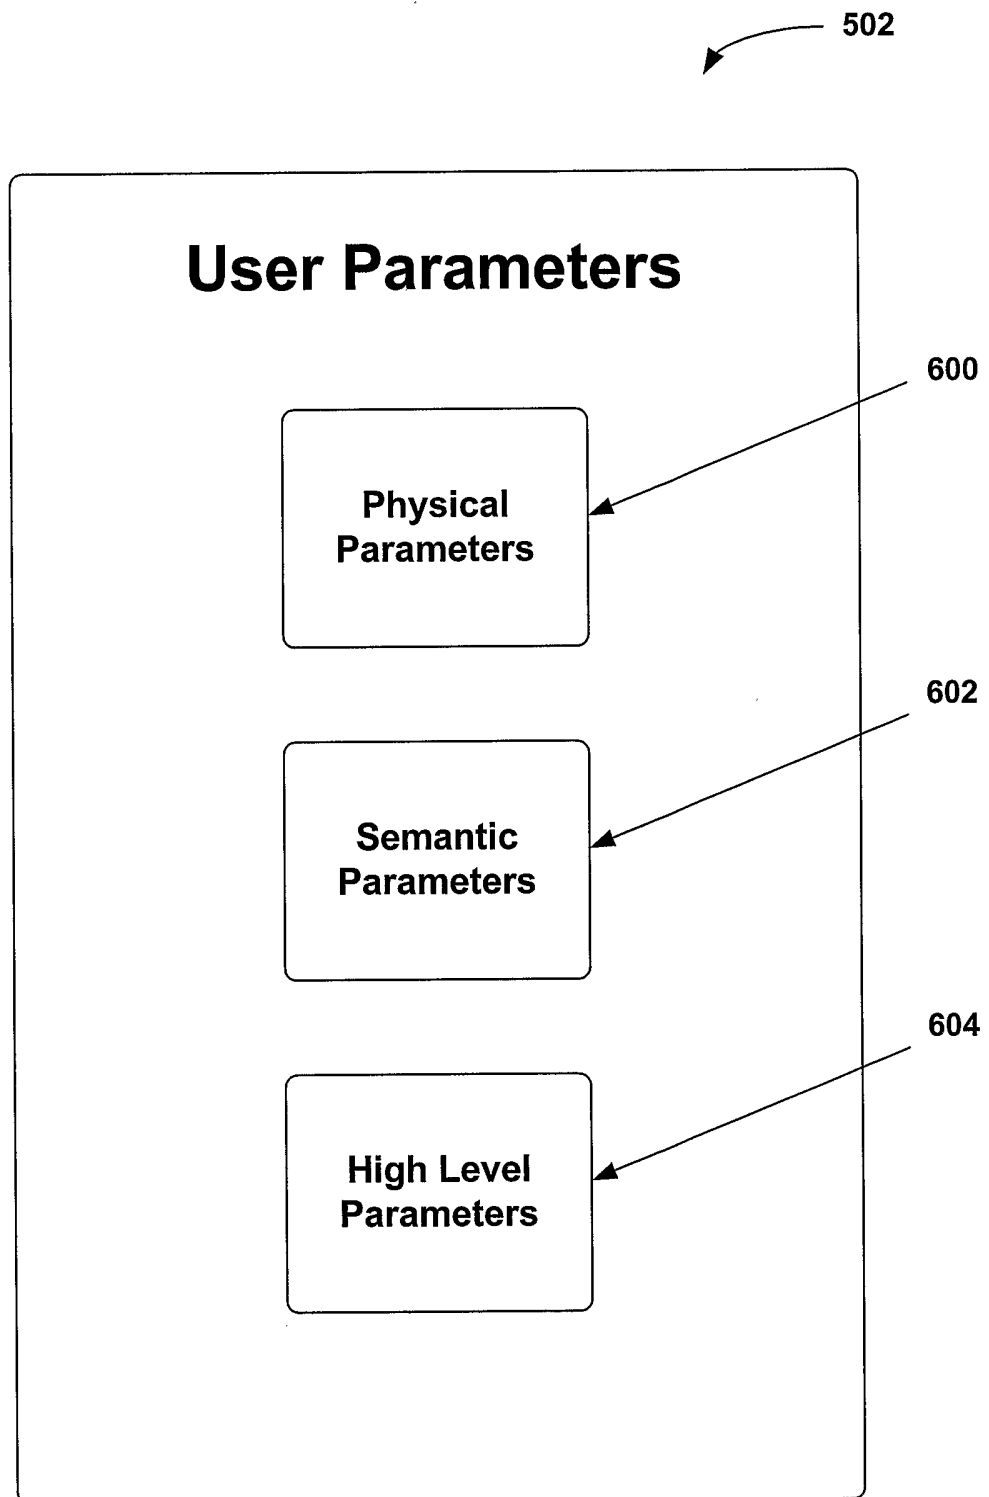 502
User Parameters
600
Physical
Parameters
602
Semantic
Parameters
604
High Level
Parameters